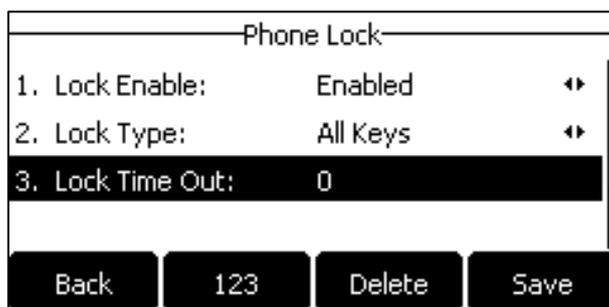 Phone Lock
1. Lock Enable: Enabled
2. Lock Type: All Keys
3. Lock Time Out: 0
Back 123 Delete Save